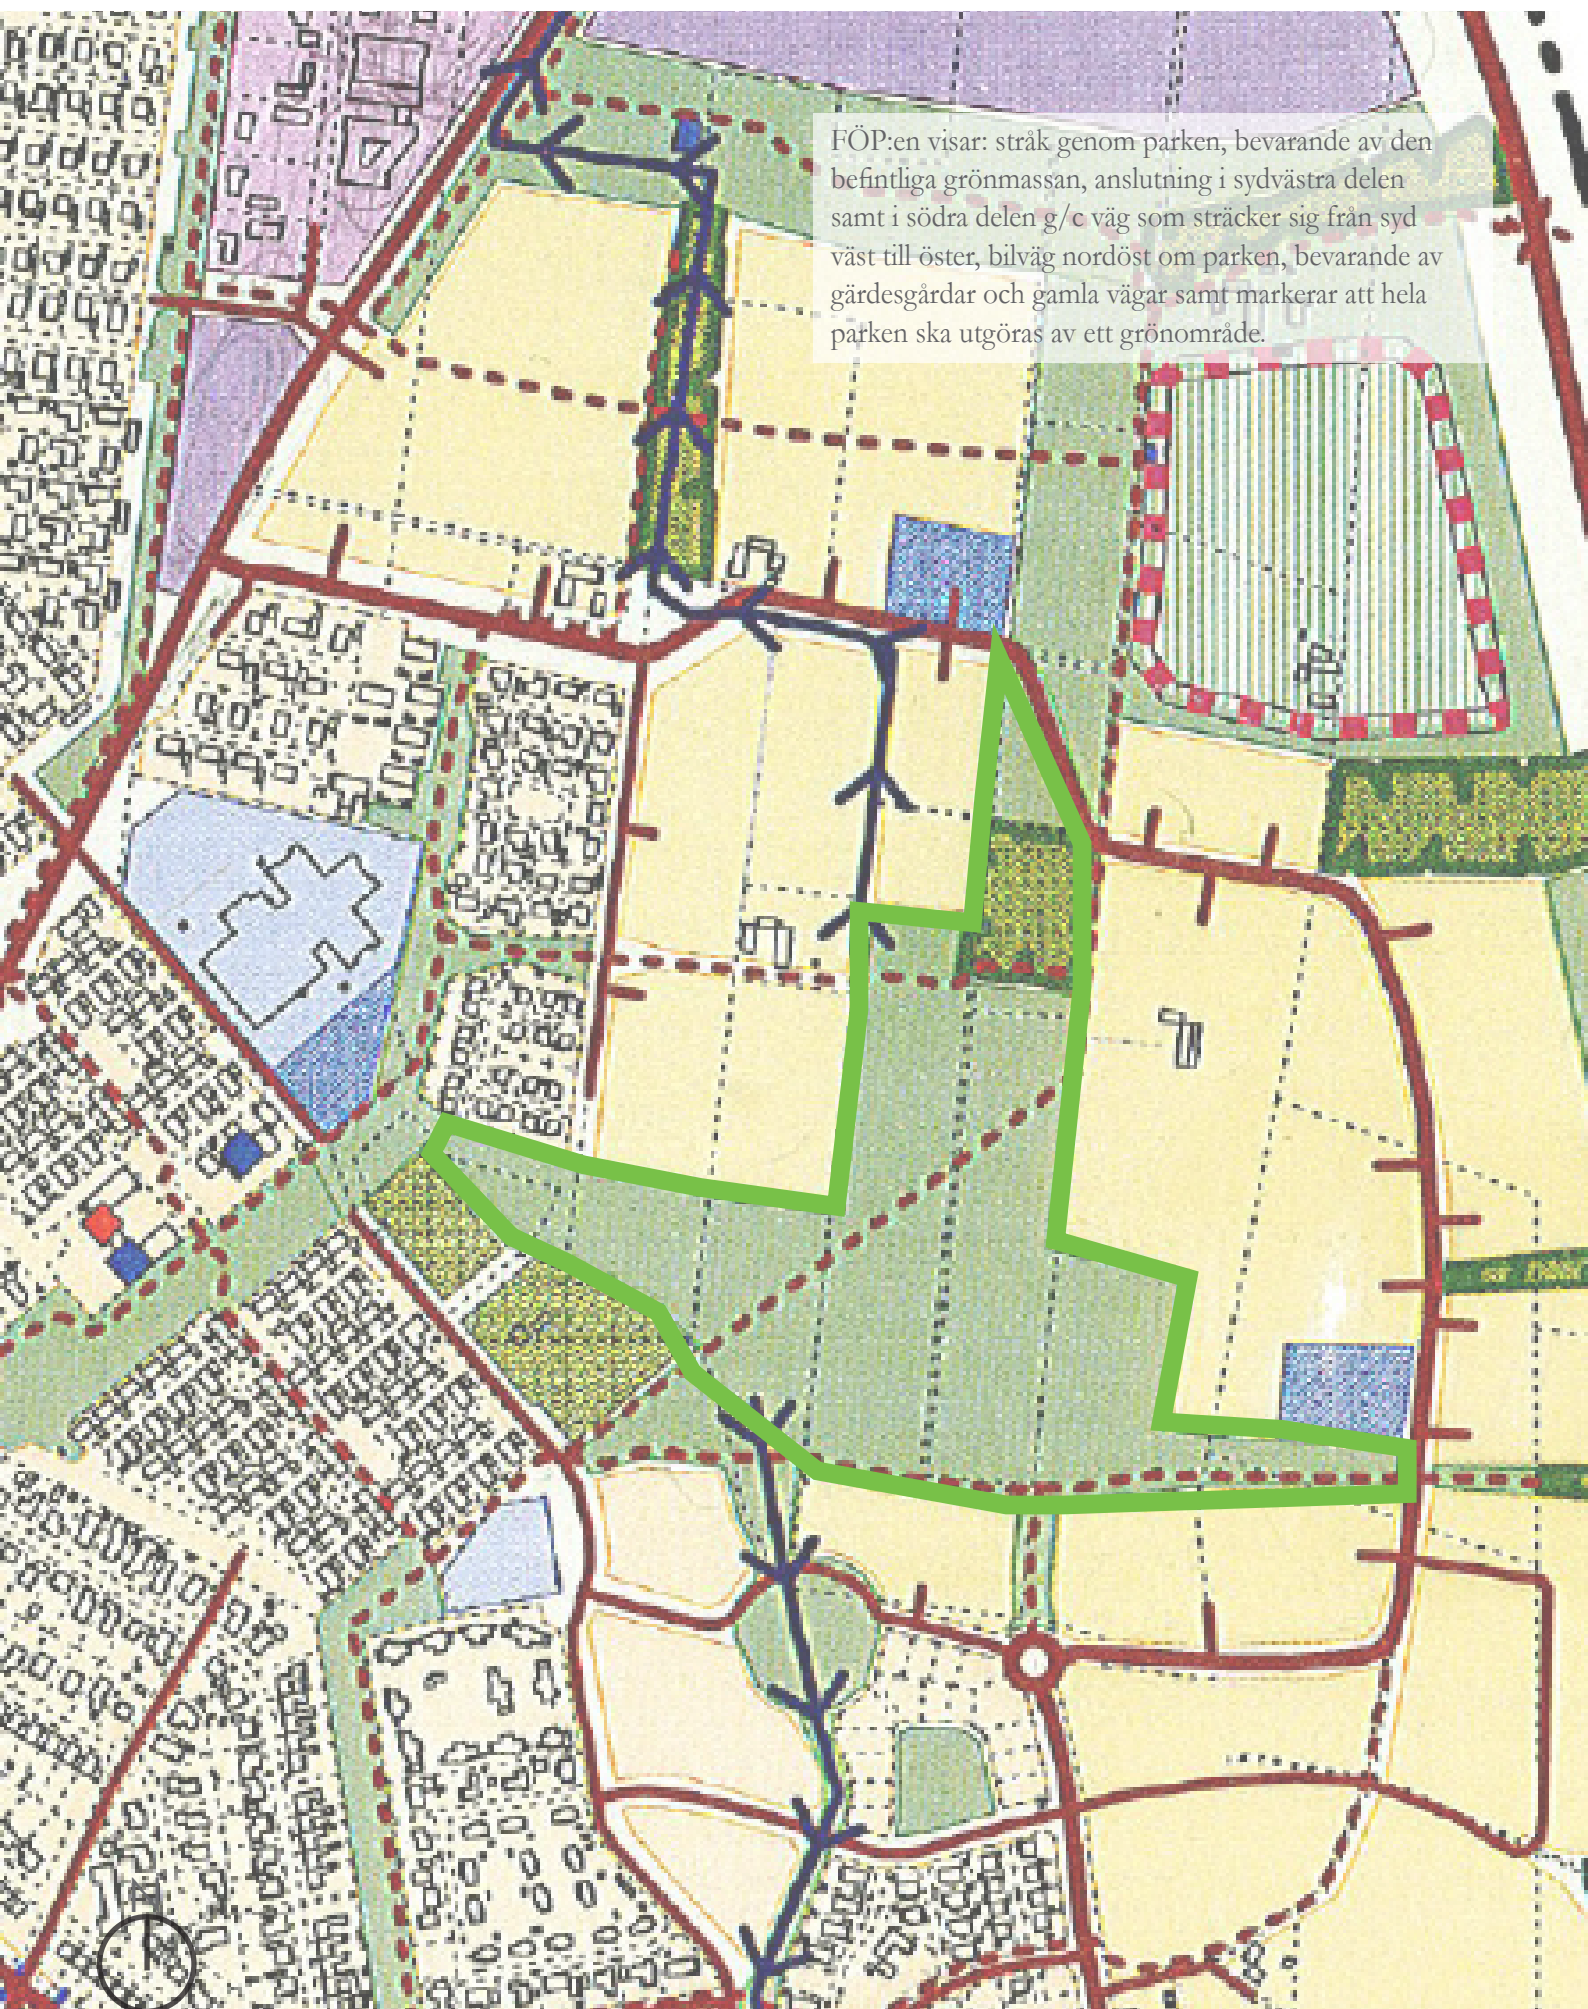 FÖP:en visar: stråk genom parken, bevarande av den
befintliga grönmassan, anslutning i sydvästra delen
samt i södra delen g/c väg som sträcker sig från syd
väst till öster, bilväg nordöst om parken, bevarande av
gärdesgårdar och gamla vägar samt markerar att hela
parken ska utgöras av ett grönområde.